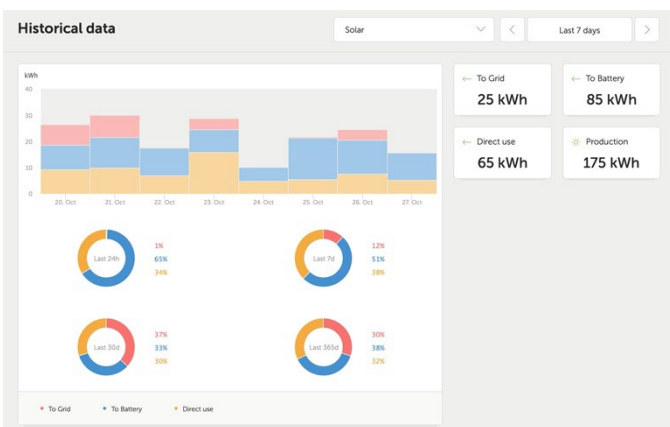 Historical data
Solar
Last 7 days
kWh
40
30
20
10
0
20. Oct 21. Oct 22. Oct 23. Oct 24. Oct 25. Oct 26. Oct 27. Oct
← To Grid
25 kWh
← To Battery
85 kWh
← Direct use
65 kWh
Production
175 kWh
Last 24h
1%
65%
34%
Last 7d
12%
51%
38%
Last 30d
37%
33%
30%
Last 365d
30%
38%
32%
To Grid To Battery Direct use